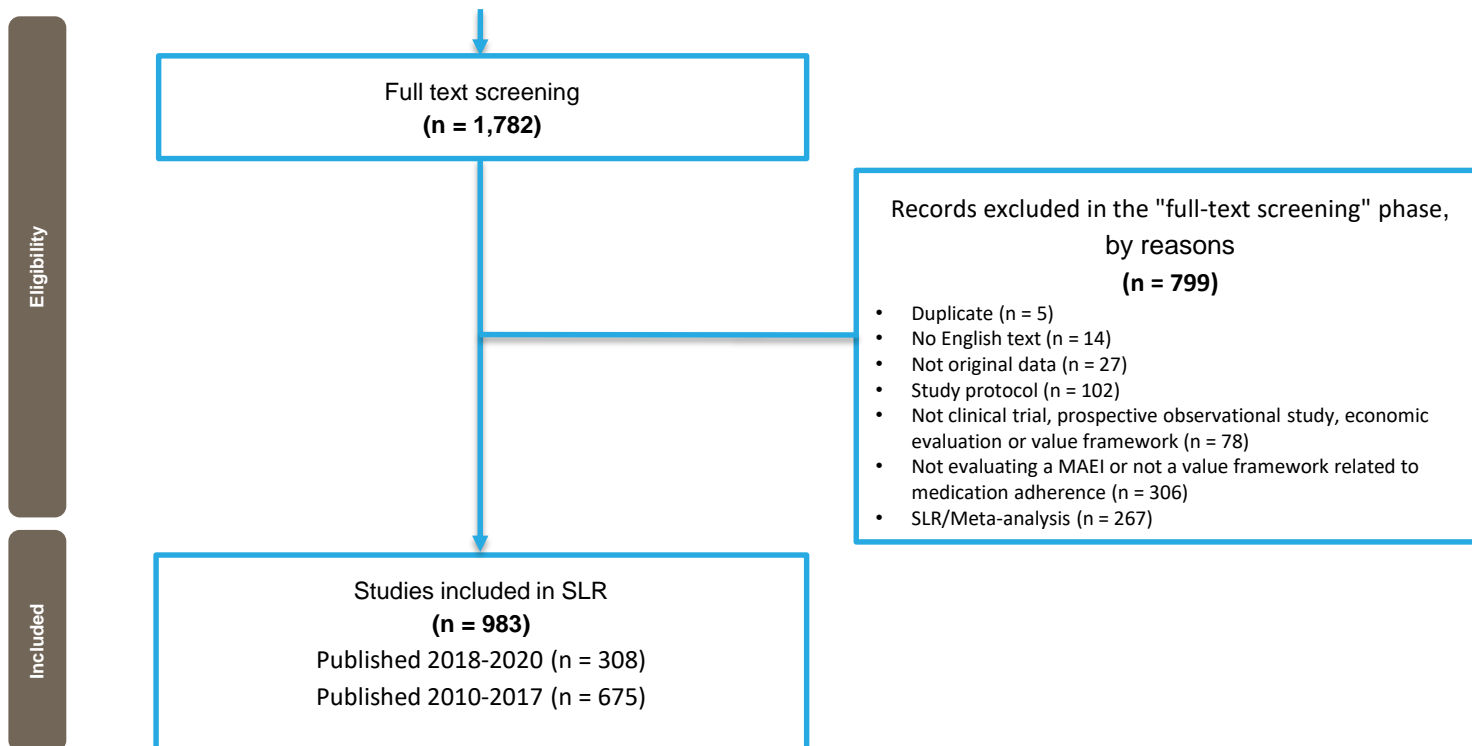 Eligibility
Full text screening
(n = 1,782)
Records excluded in the "full-text screening" phase,
by reasons
(n = 799)
• Duplicate (n = 5)
• No English text (n = 14)
• Not original data (n = 27)
• Study protocol (n = 102)
• Not clinical trial, prospective observational study, economic
evaluation or value framework (n = 78)
• Not evaluating a MAEI or not a value framework related to
medication adherence (n = 306)
• SLR/Meta-analysis (n = 267)
Included
Studies included in SLR
(n = 983)
Published 2018-2020 (n = 308)
Published 2010-2017 (n = 675)